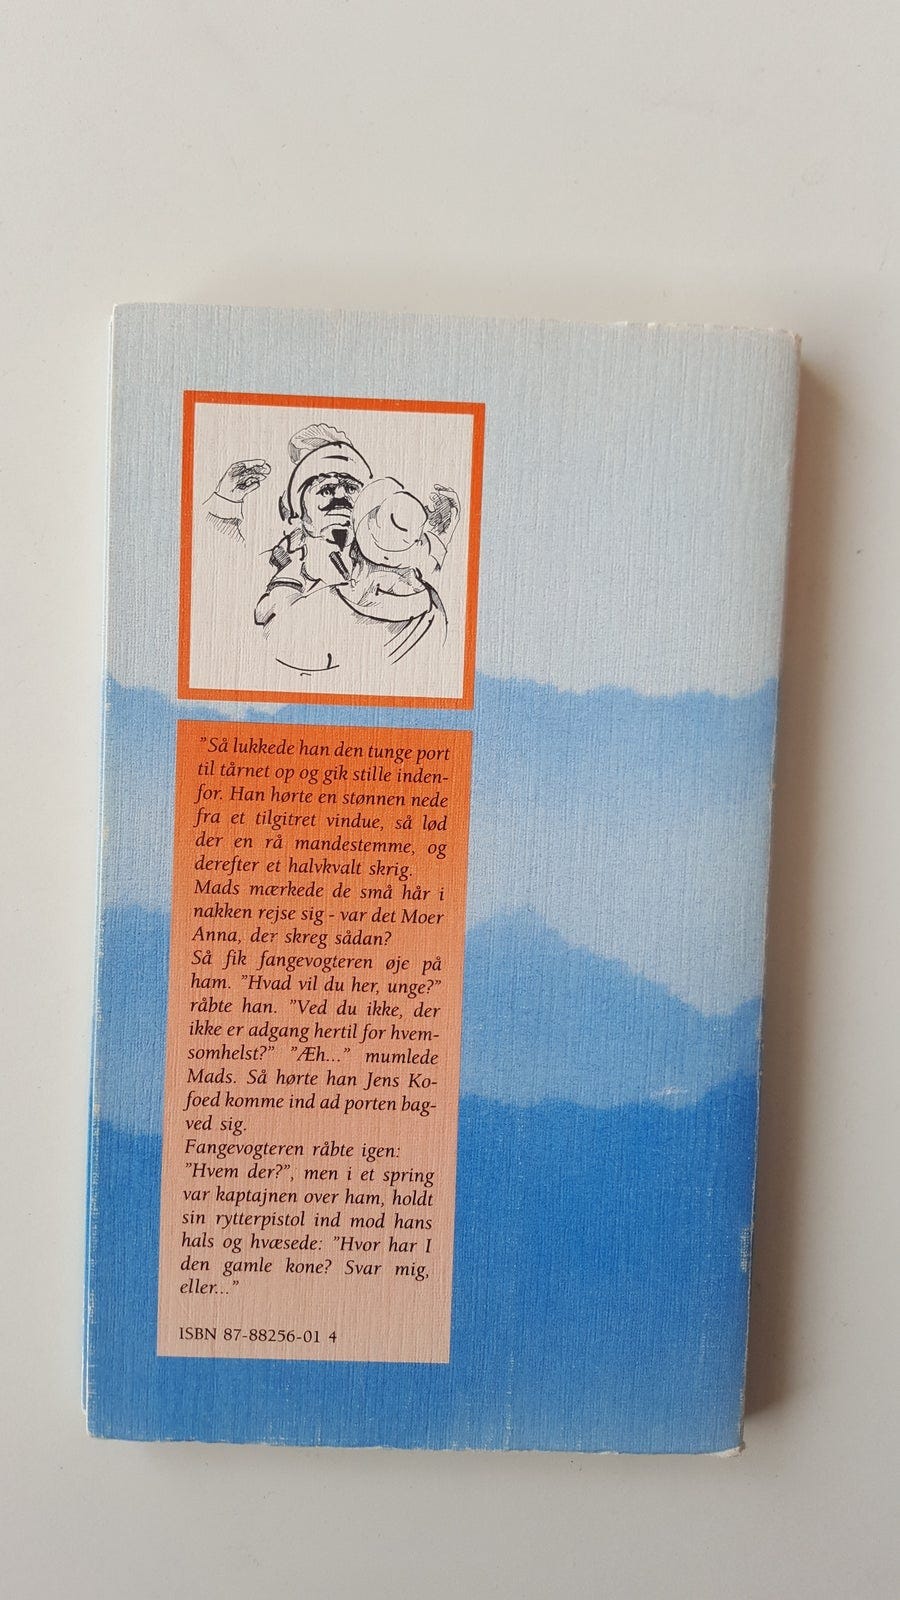 "Så lukkede han den tunge port
til tårnet op og gik stille inden-
for. Han hørte en stønnen nede
fra et tilgitret vindue, så lød
der en rå mandestemme, og
derefter et halvkvalt skrig.
Mads mærkede de små hår i
nakken rejse sig - var det Moer
Anna, der skreg sådan?
Så fik fangevogteren øje på
ham. "Hvad vil du her, unge?"
råbte han. "Ved du ikke, der
ikke er adgang hertil for hvem-
somhelst?" "Æh..." mumlede
Mads. Så hørte han Jens Ko-
foed komme ind ad porten bag-
ved sig.
Fangevogteren råbte igen:
"Hvem der?", men i et spring
var kaptajnen over ham, holdt
sin rytterpistol ind mod hans
hals og hvæsede: "Hvor har I
den gamle kone? Svar mig,
eller..."
ISBN 87-88256-01 4